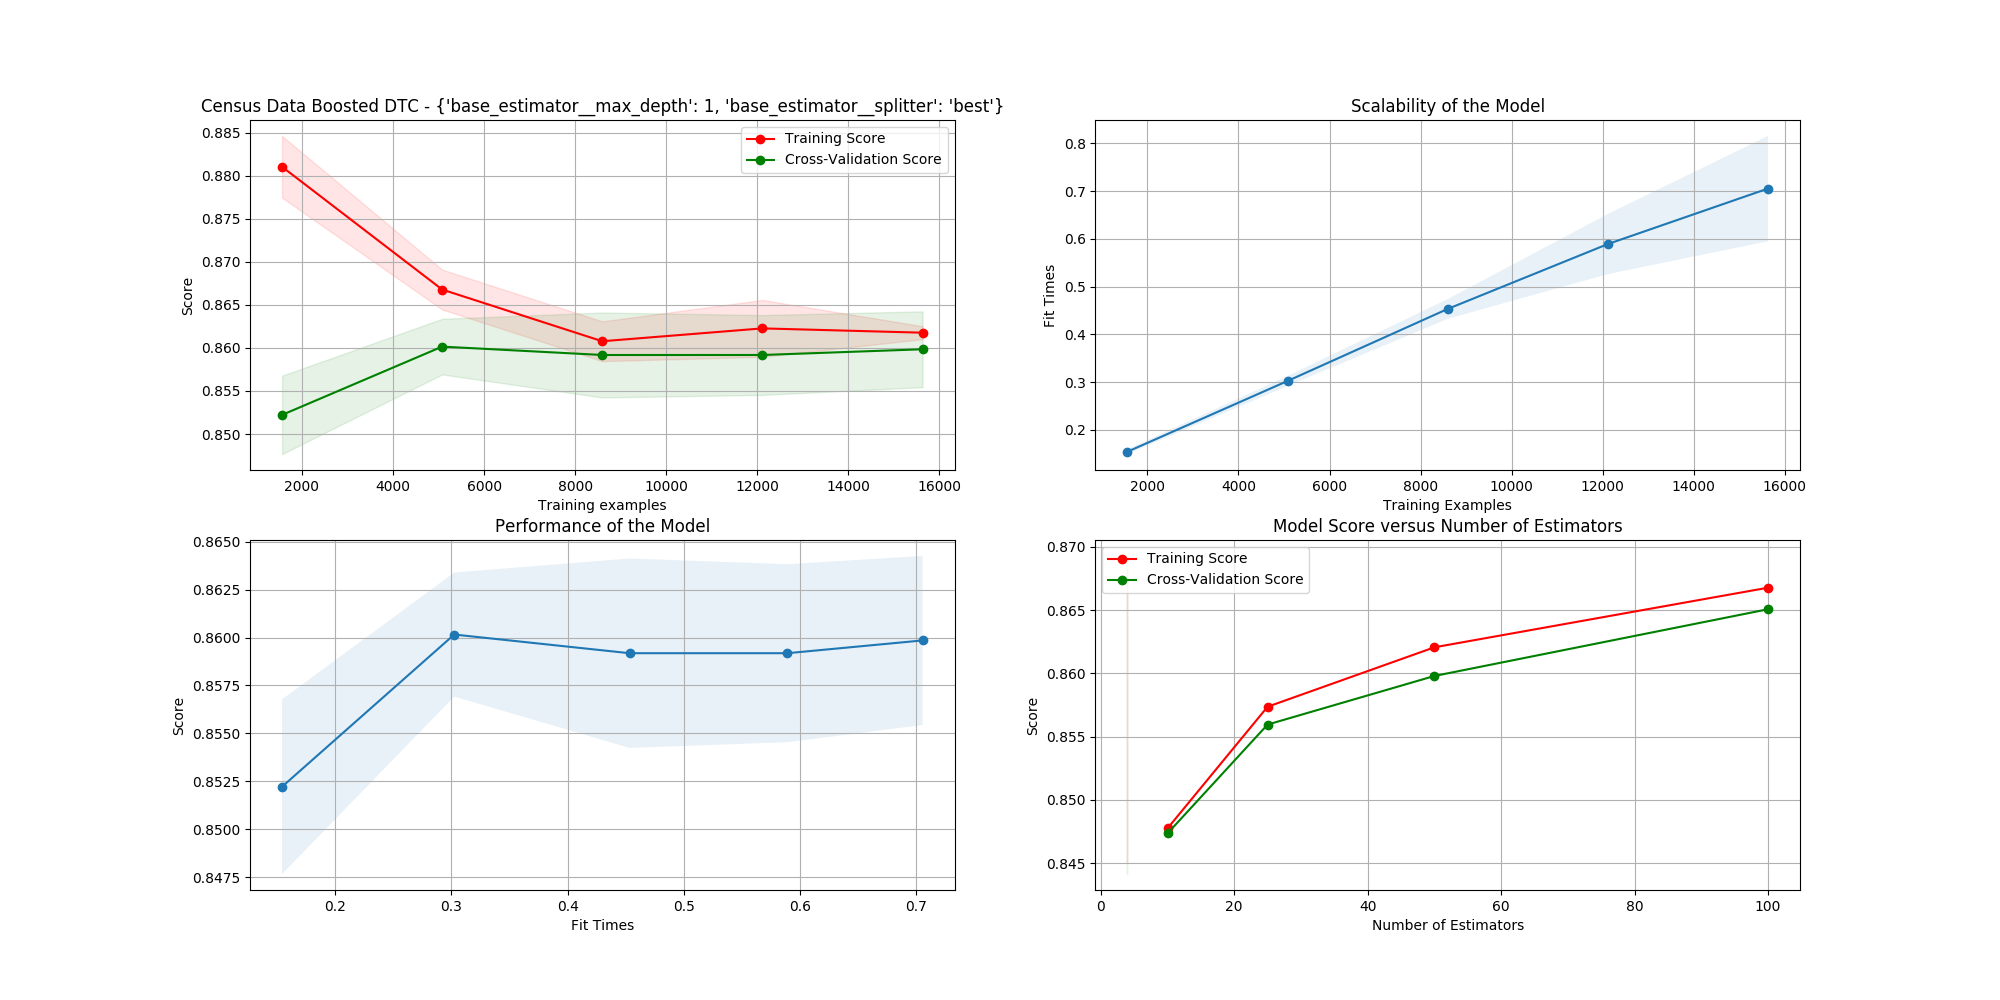 Census Data Boosted DTC - {'base_estimator__max_depth': 1, 'base_estimator__splitter': 'best'}
0.885
0.880
0.875
0.870
0.865
0.860
0.855
0.850
Score
Training Score
Cross-Validation Score
2000 4000 6000 8000 10000 12000 14000 16000
Training examples
Scalability of the Model
0.8
0.7
0.6
0.5
0.4
0.3
0.2
Fit Times
2000 4000 6000 8000 10000 12000 14000 16000
Training Examples
Performance of the Model
0.8650
0.8625
0.8600
0.8575
0.8550
0.8525
0.8500
0.8475
Score
0.2 0.3 0.4 0.5 0.6 0.7
Fit Times
Model Score versus Number of Estimators
0.870
0.865
0.860
0.855
0.850
0.845
Score
Training Score
Cross-Validation Score
0 20 40 60 80 100
Number of Estimators